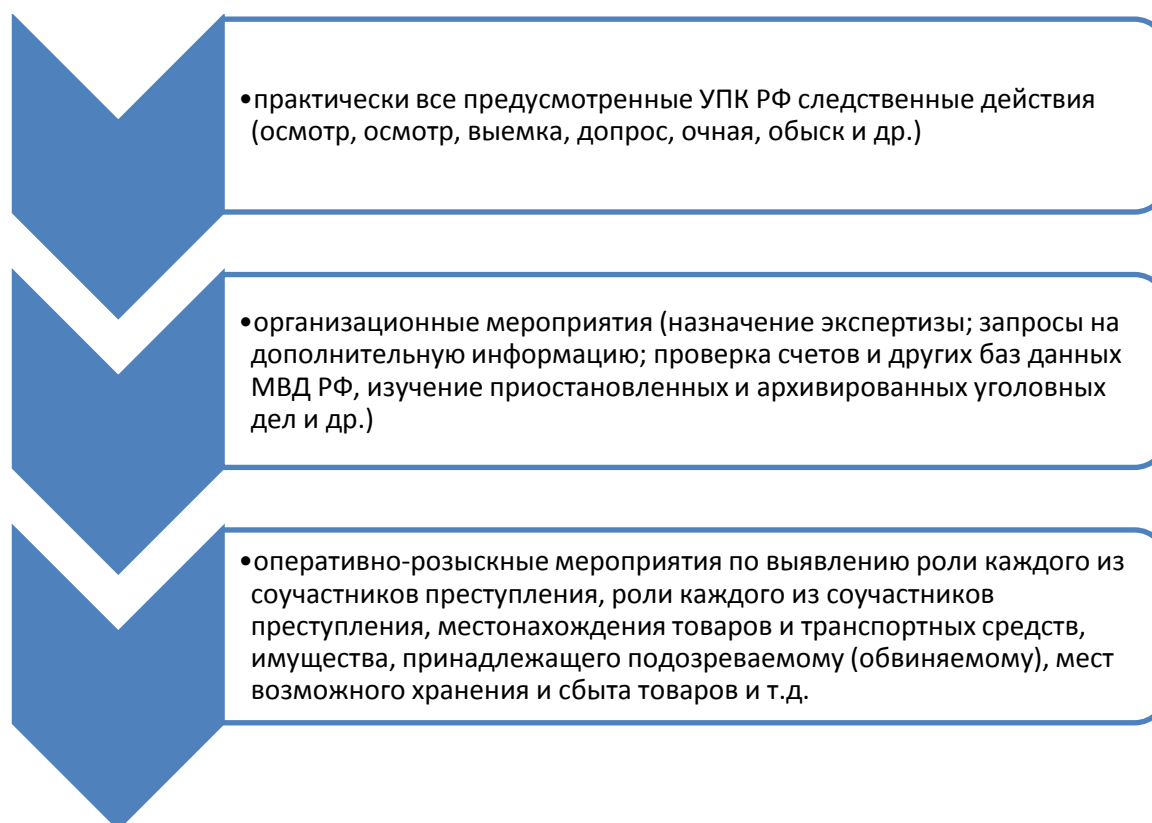 •практически все предусмотренные УПК РФ следственные действия
(осмотр, осмотр, выемка, допрос, очная, обыск и др.)
•организационные мероприятия (назначение экспертизы; запросы на
дополнительную информацию; проверка счетов и других баз данных
МВД РФ, изучение приостановленных и архивированных уголовных
дел и др.)
•оперативно-розыскные мероприятия по выявлению роли каждого из
соучастников преступления, роли каждого из соучастников
преступления, местонахождения товаров и транспортных средств,
имущества, принадлежащего подозреваемому (обвиняемому), мест
возможного хранения и сбыта товаров и т.д.